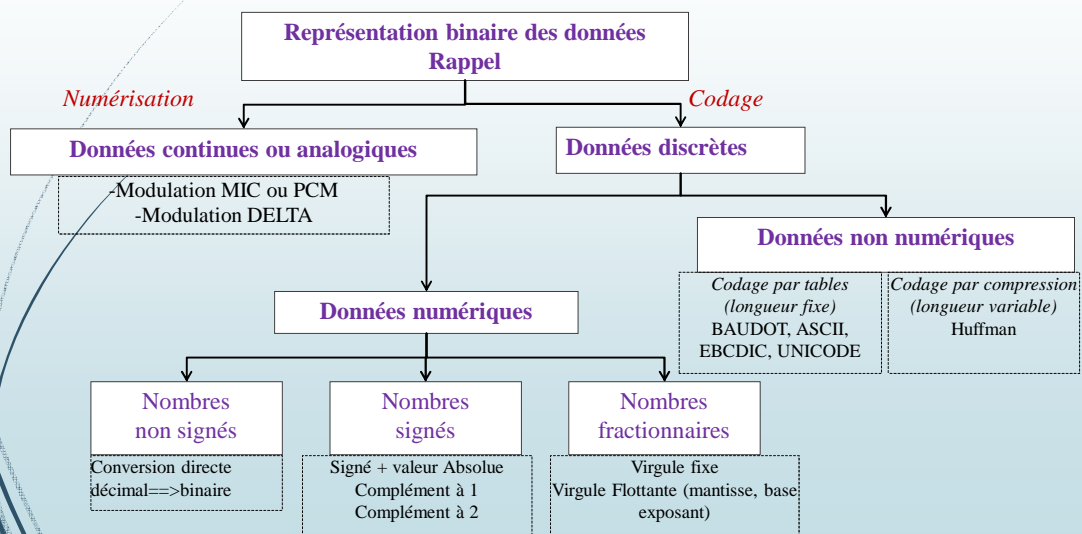 Représentation binaire des données
Rappel
Numérisation
Codage
Données continues ou analogiques
-Modulation MIC ou PCM
-Modulation DELTA
Données discrètes
Données non numériques
Codage par tables
(longueur fixe)
BAUDOT, ASCII,
EBCDIC, UNICODE
Codage par compression
(longueur variable)
Huffman
Données numériques
Nombres
non signés
Conversion directe
décimal==>binaire
Nombres
signés
Signé + valeur Absolue
Complément à 1
Complément à 2
Nombres
fractionnaires
Virgule fixe
Virgule Flottante (mantisse, base
exposant)